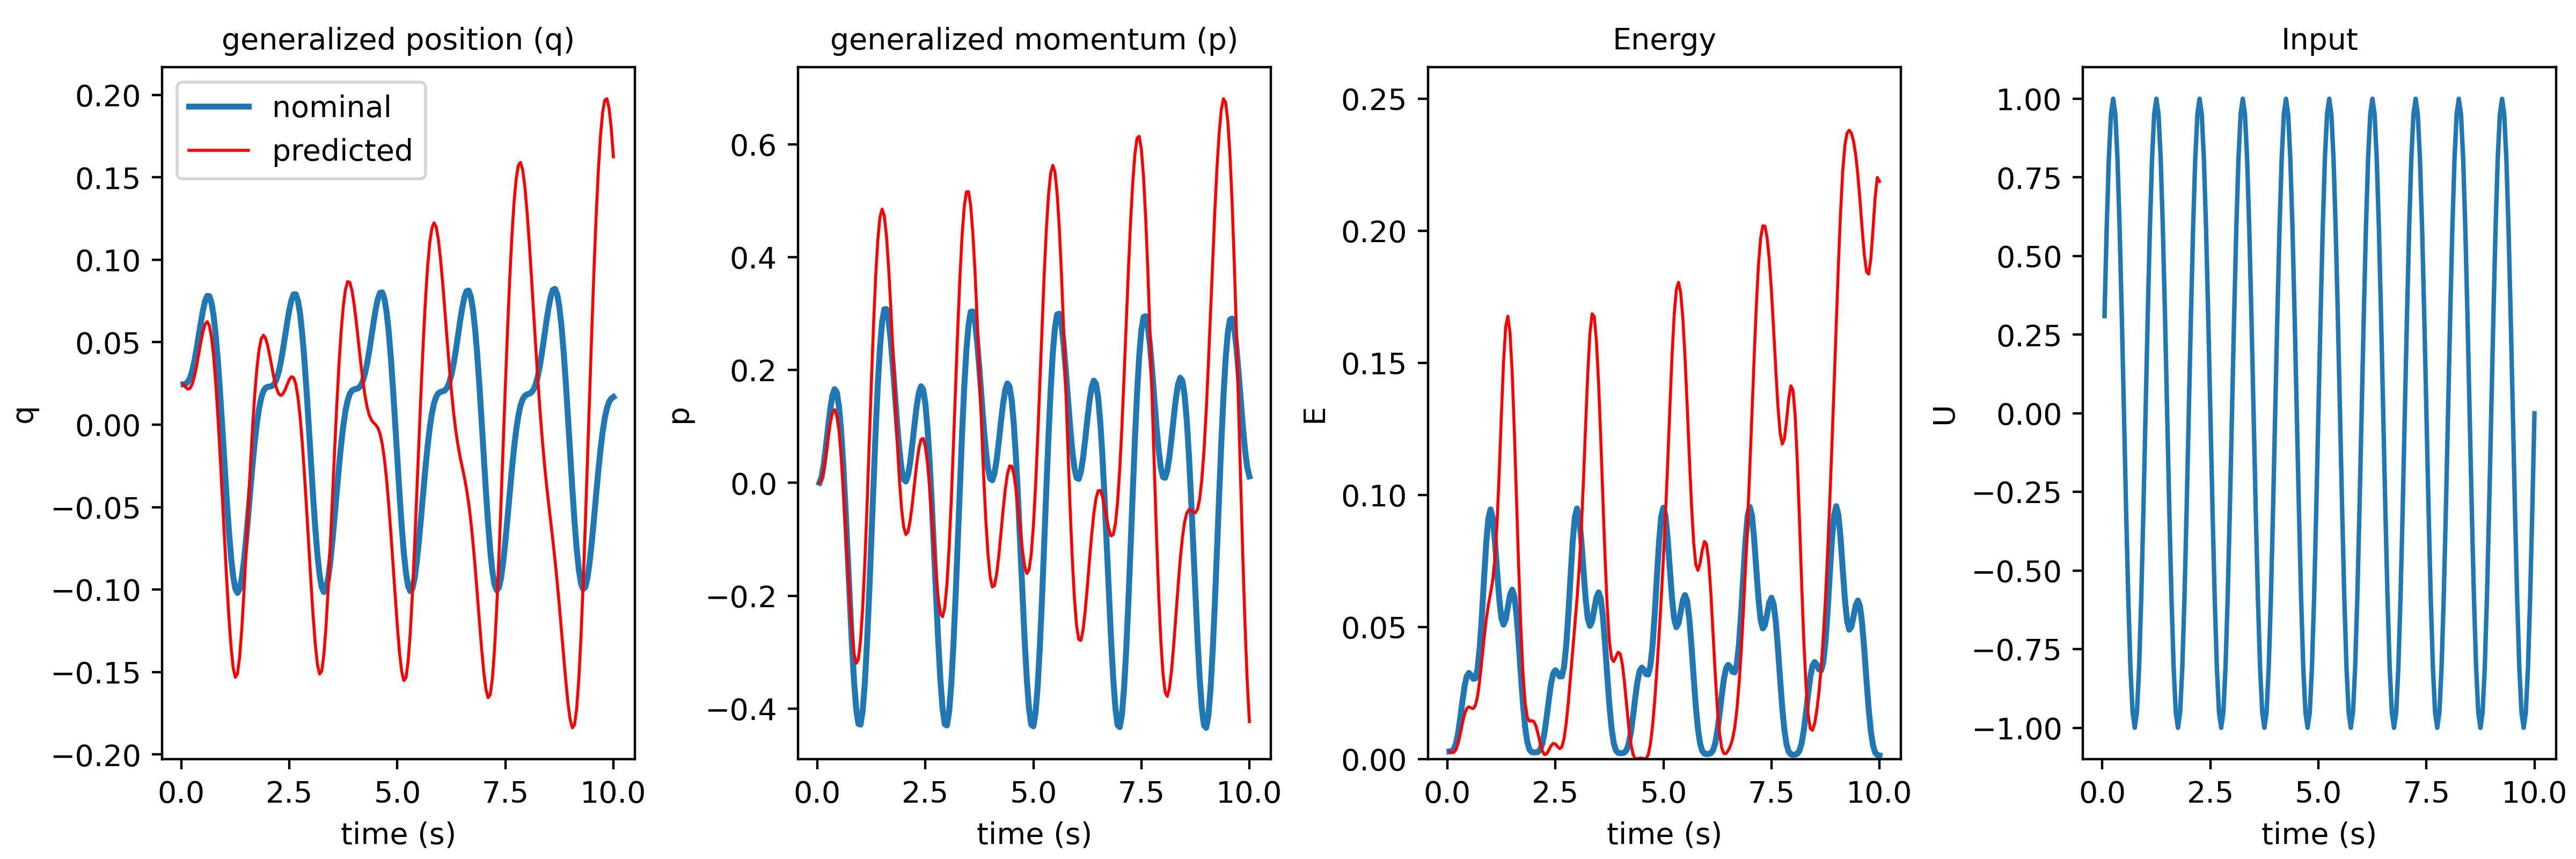 generalized position (q)
nominal
predicted
0.20
0.15
0.10
0.05
0.00
−0.05
−0.10
−0.15
−0.20
q
0.0 2.5 5.0 7.5 10.0
time (s)
generalized momentum (p)
0.6
0.4
0.2
0.0
−0.2
−0.4
p
0.0 2.5 5.0 7.5 10.0
time (s)
Energy
0.25
0.20
0.15
0.10
0.05
0.00
E
0.0 2.5 5.0 7.5 10.0
time (s)
Input
1.00
0.75
0.50
0.25
0.00
−0.25
−0.50
−0.75
−1.00
U
0.0 2.5 5.0 7.5 10.0
time (s)